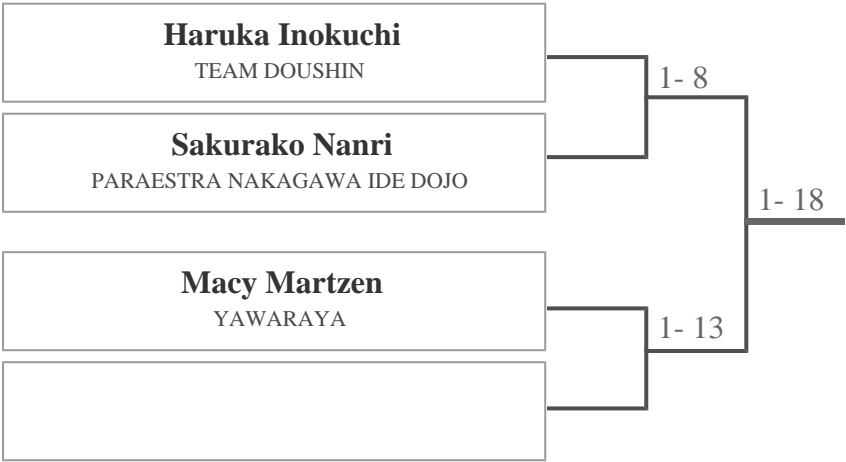 Haruka Inokuchi
TEAM DOUSHIN
1- 8
Sakurako Nanri
PARAESTRA NAKAGAWA IDE DOJO
1- 18
Macy Martzen
YAWARAYA
1- 13